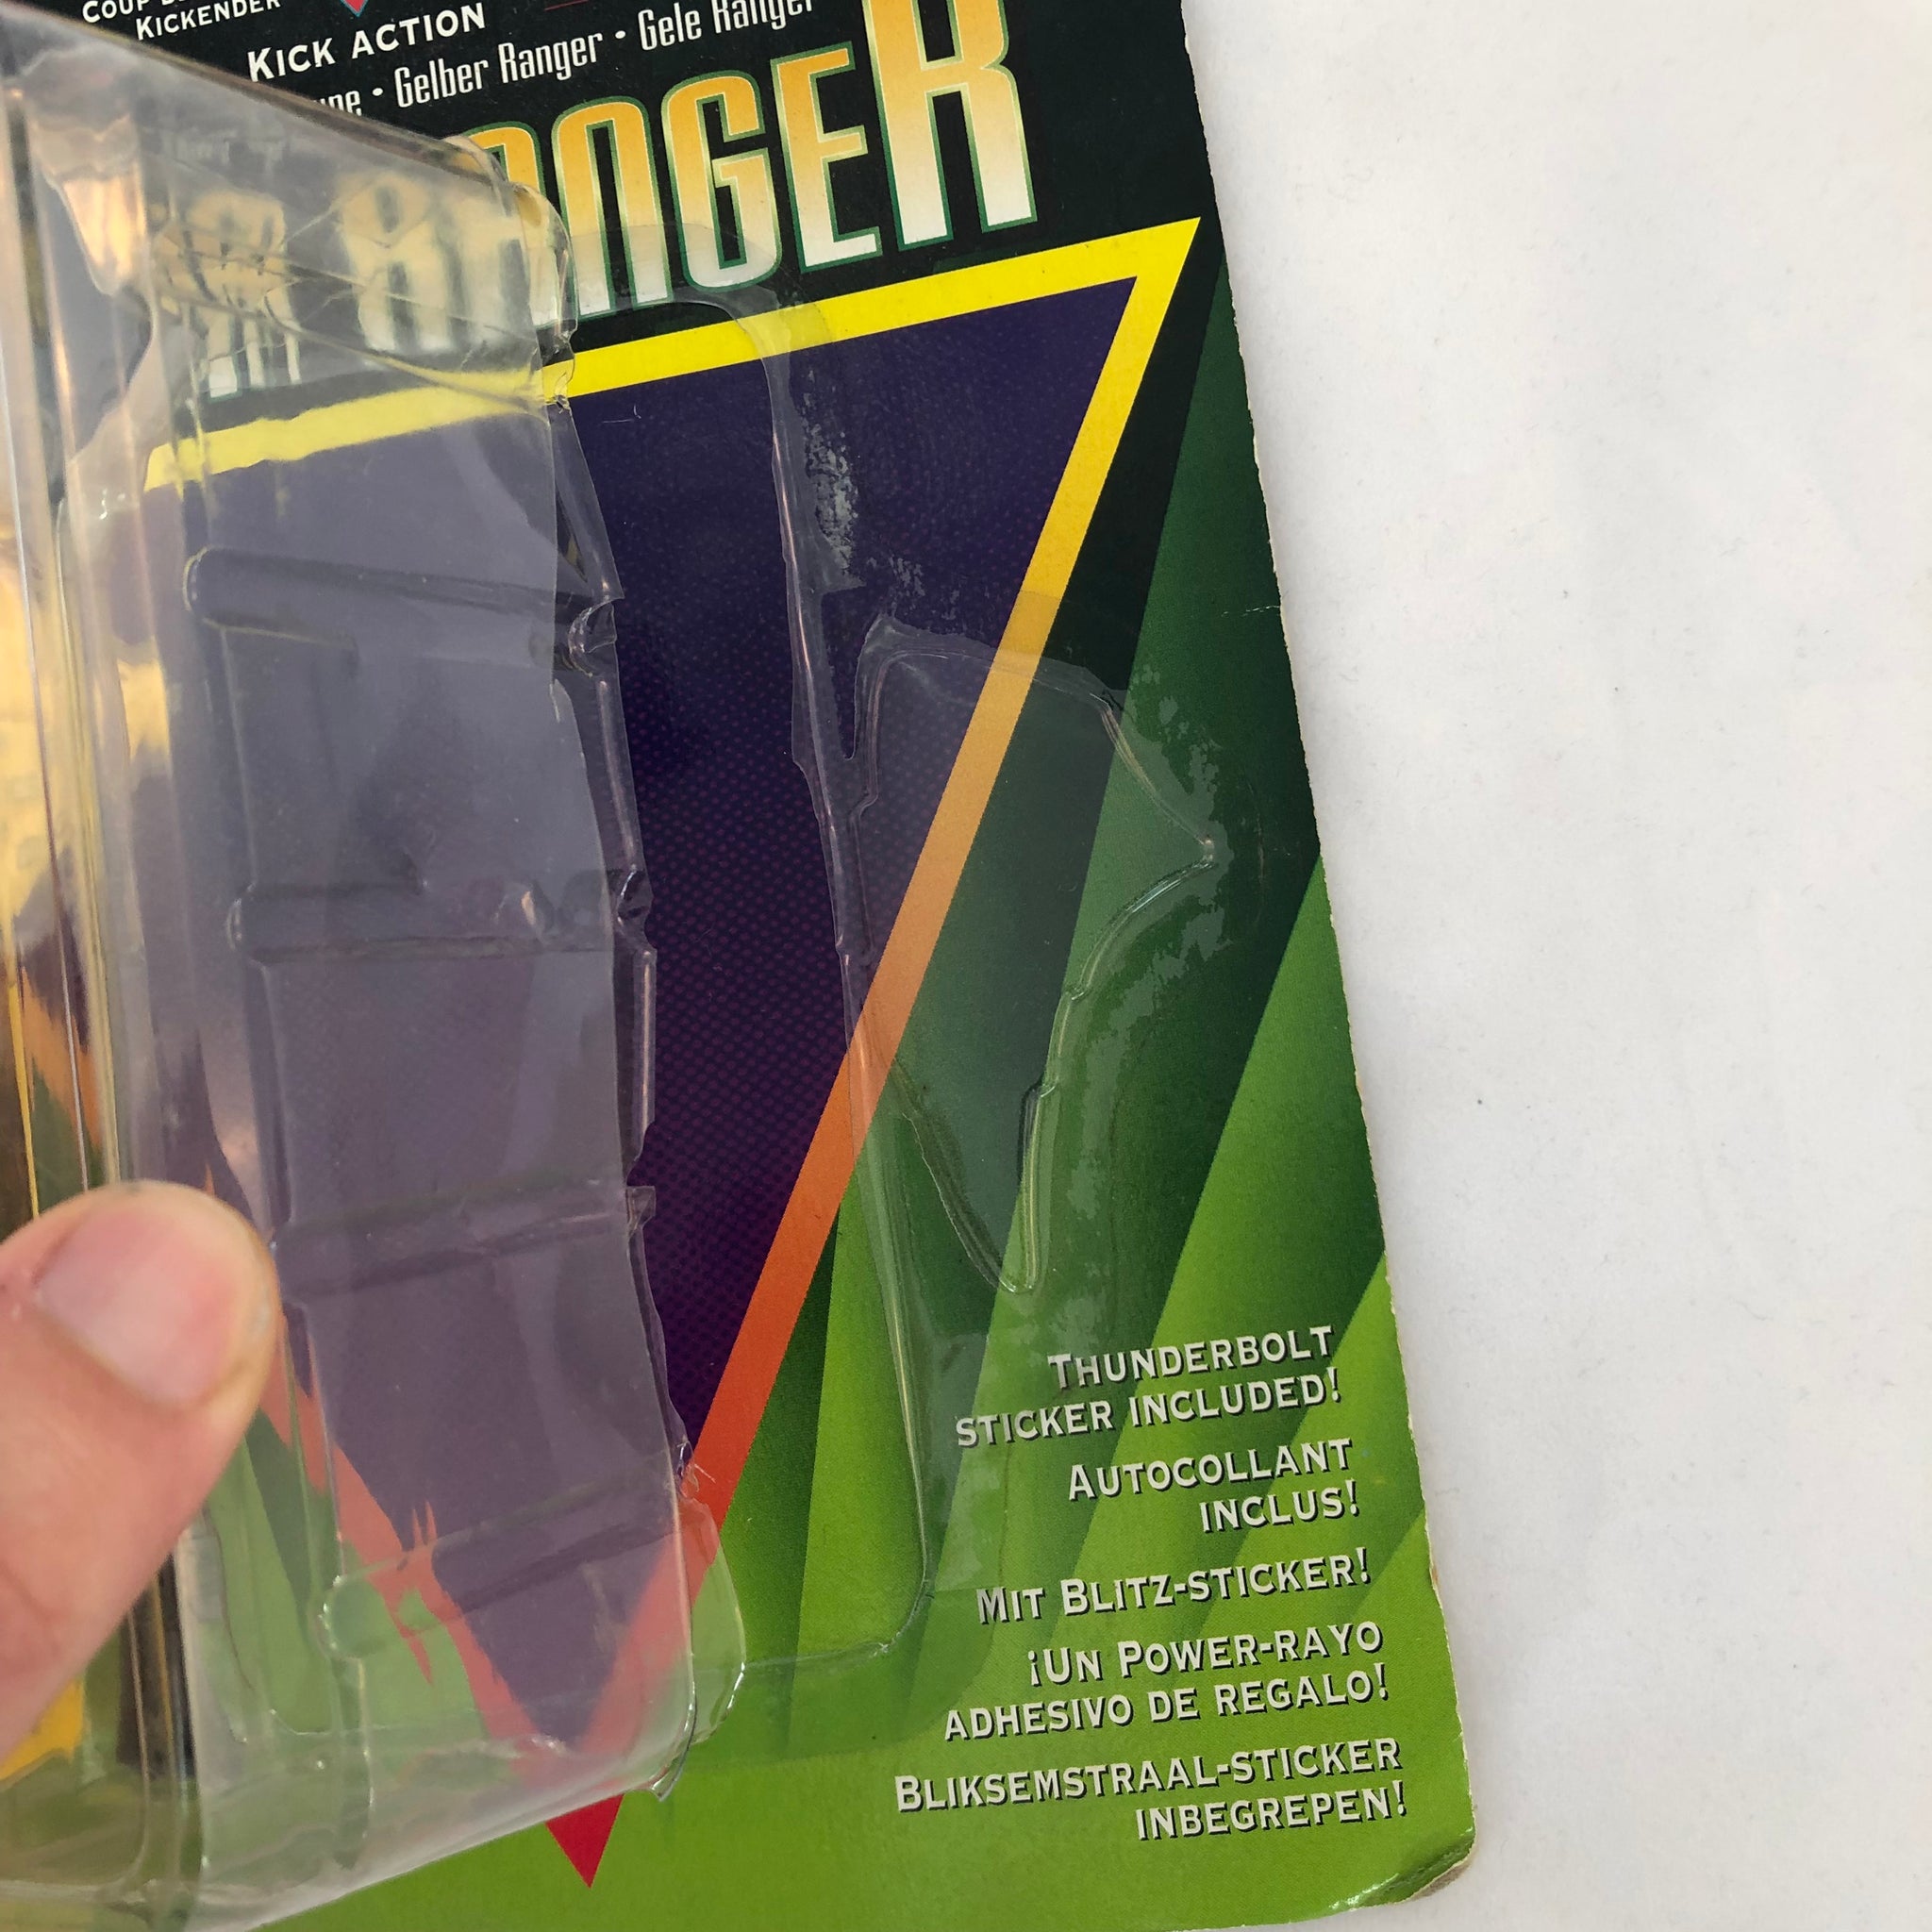 KICKENDER
KICK ACTION
Gelber Ranger • Gele Ranger
RANGER
THUNDERBOLT
STICKER INCLUDED!
AUTOCOLLANT
INCLUS!
MIT BLITZ-STICKER!
¡UN POWER-RAYO
ADHESIVO DE REGALO!
BLIKSEMSTRAAL-STICKER
INBEGREPEN!